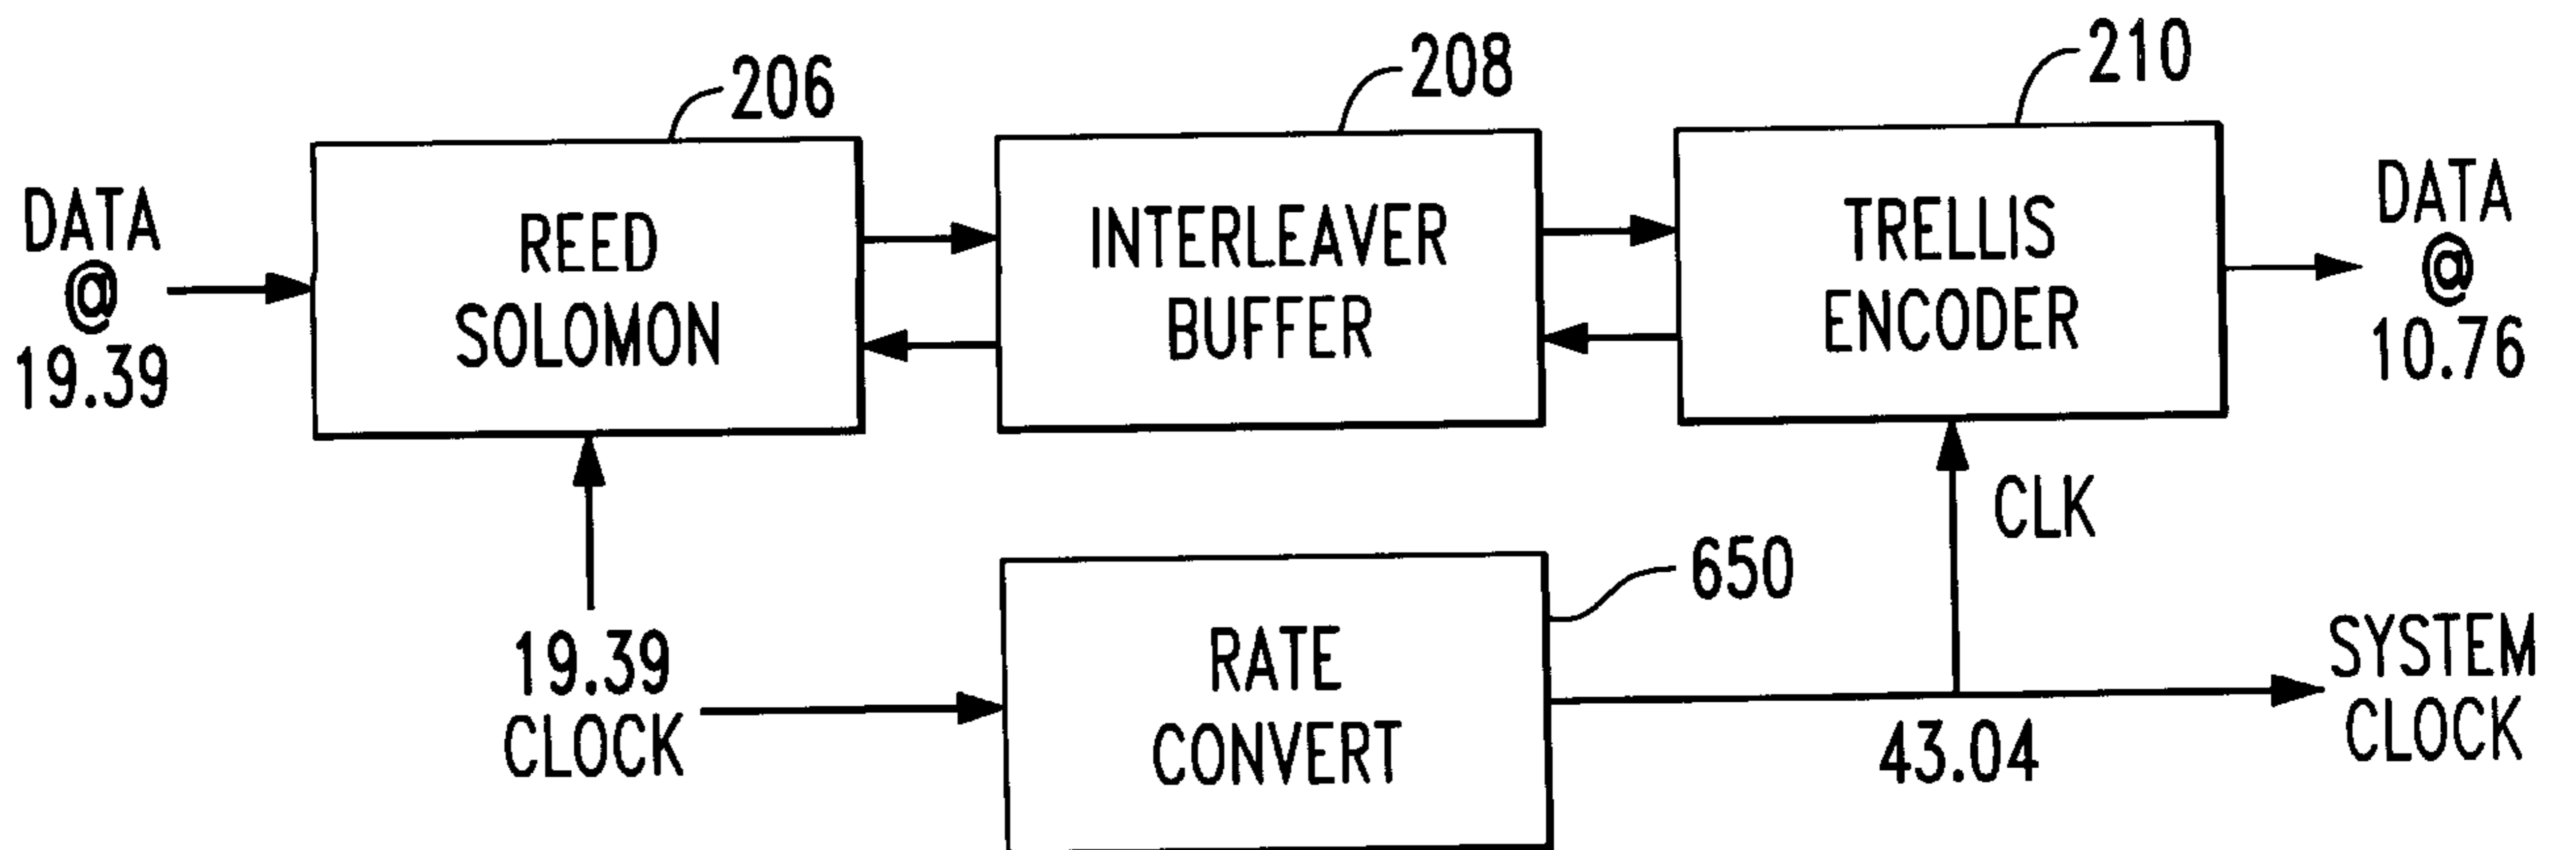 206
208
210
DATA
@
19.39
REED
SOLOMON
INTERLEAVER
BUFFER
TRELLIS
ENCODER
DATA
@
10.76
CLK
650
19.39
CLOCK
RATE
CONVERT
43.04
SYSTEM
CLOCK